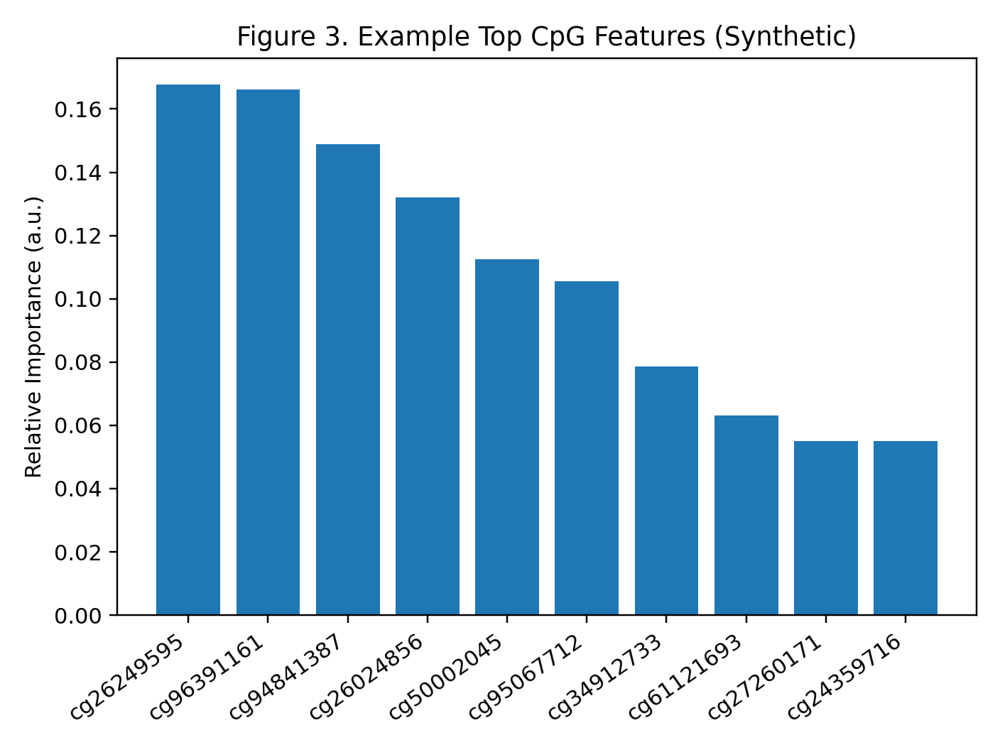 Figure 3. Example Top CpG Features (Synthetic)
Relative Importance (a.u.)
0.16
0.14
0.12
0.10
0.08
0.06
0.04
0.02
0.00
cg26249595
cg96391161
cg94841387
cg26024856
cg50002045
cg95067712
cg34912733
cg61121693
cg27260171
cg24359716